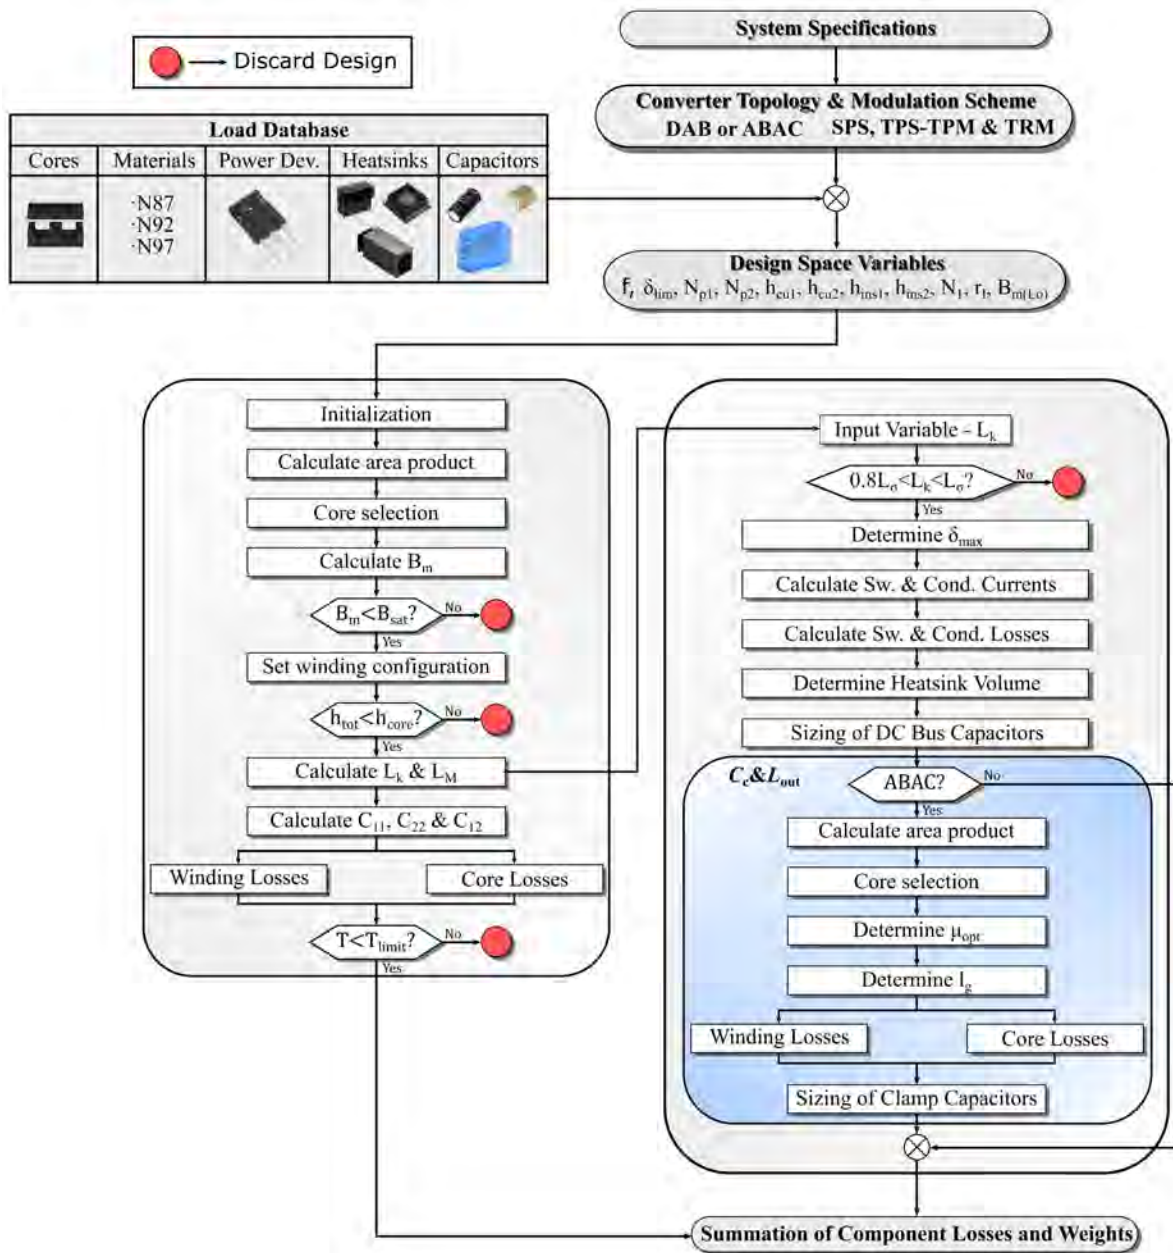 System Specifications
Discard Design
Converter Topology & Modulation Scheme
DAB or ABAC SPS, TPS-TPM & TRM
Load Database
Cores Materials Power Dev. Heatsinks Capacitors
·N87
·N92
·N97
Design Space Variables
f, δlim, Np1, Np2, hcu1, hcu2, hins1, hins2, N1, r1, Bm(Lo)
Initialization
Calculate area product
Core selection
Calculate Bm
Bm<Bsat?
No
Yes
Set winding configuration
htot<hcore?
No
Yes
Calculate Lk & LM
Calculate C11, C22 & C12
Winding Losses
Core Losses
T<Tlimit?
No
Yes
Input Variable - Lk
0.8Lσ<Lk<Lσ?
No
Yes
Determine δmax
Calculate Sw. & Cond. Currents
Calculate Sw. & Cond. Losses
Determine Heatsink Volume
Sizing of DC Bus Capacitors
Cc&Lout
ABAC?
No
Yes
Calculate area product
Core selection
Determine μopt
Determine lg
Winding Losses
Core Losses
Sizing of Clamp Capacitors
Summation of Component Losses and Weights